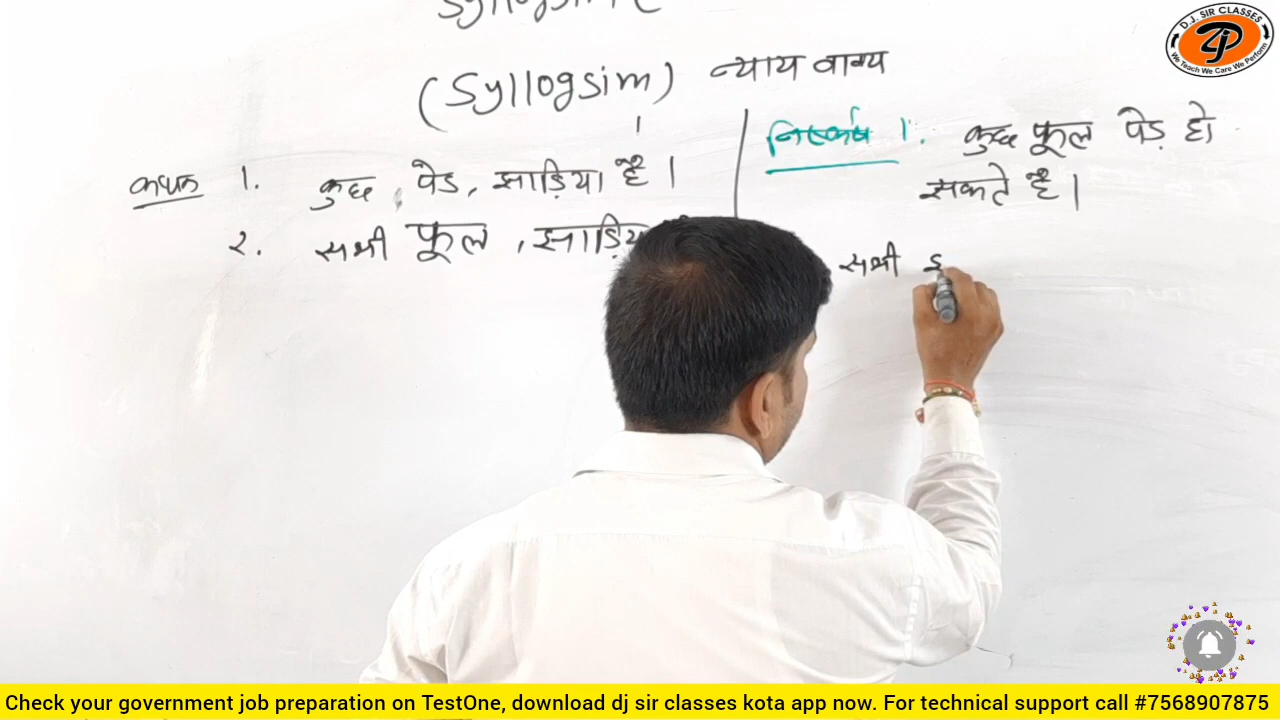 Syllogsim (
(Syllogsim) न्याय वाक्य
कथन 1. कुछ पेड, झाड़िया है।
2. सभी फूल, झाड़िय
निष्कर्ष 1. कुछ फूल पेड़ हो
सकते है।
सभी
D.J. SIR CLASSES
We Teach We Care We Perform
Check your government job preparation on TestOne, download dj sir classes kota app now. For technical support call #7568907875